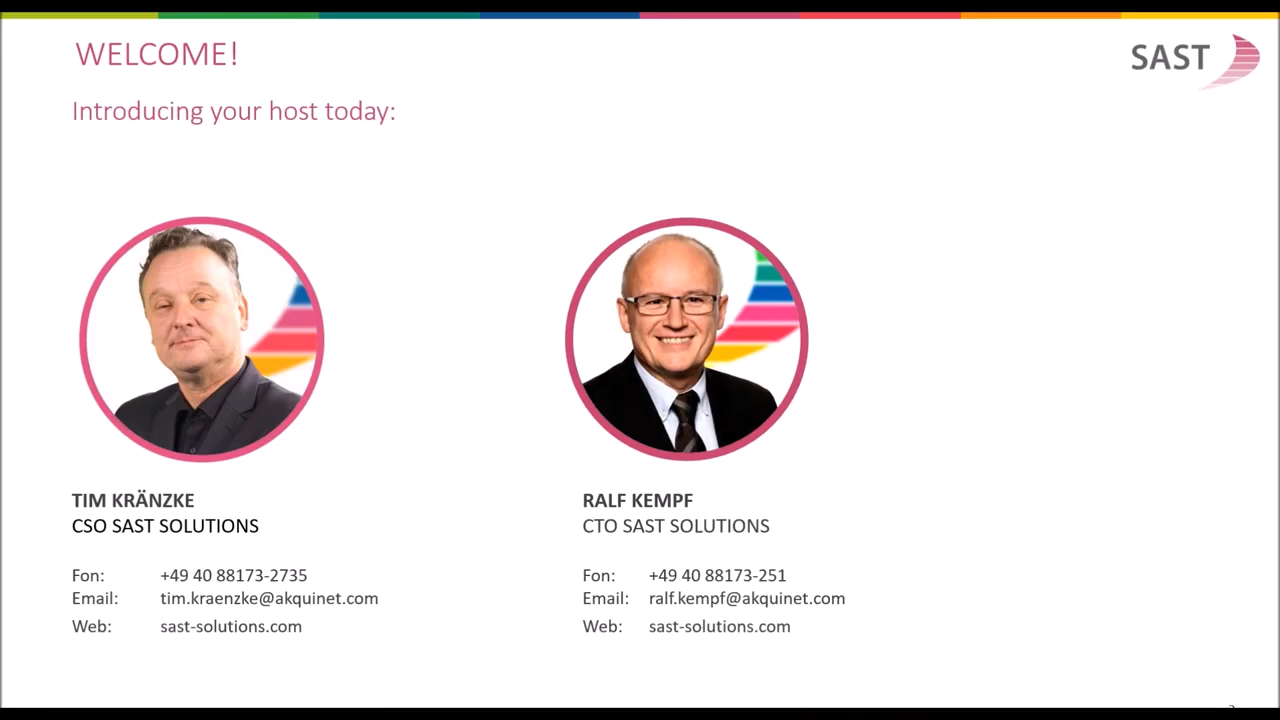 WELCOME!
SAST
Introducing your host today:
TIM KRÄNZKE
CSO SAST SOLUTIONS
Fon: +49 40 88173-2735
Email: tim.kraenzke@akquinet.com
Web: sast-solutions.com
RALF KEMPF
CTO SAST SOLUTIONS
Fon: +49 40 88173-251
Email: ralf.kempf@akquinet.com
Web: sast-solutions.com